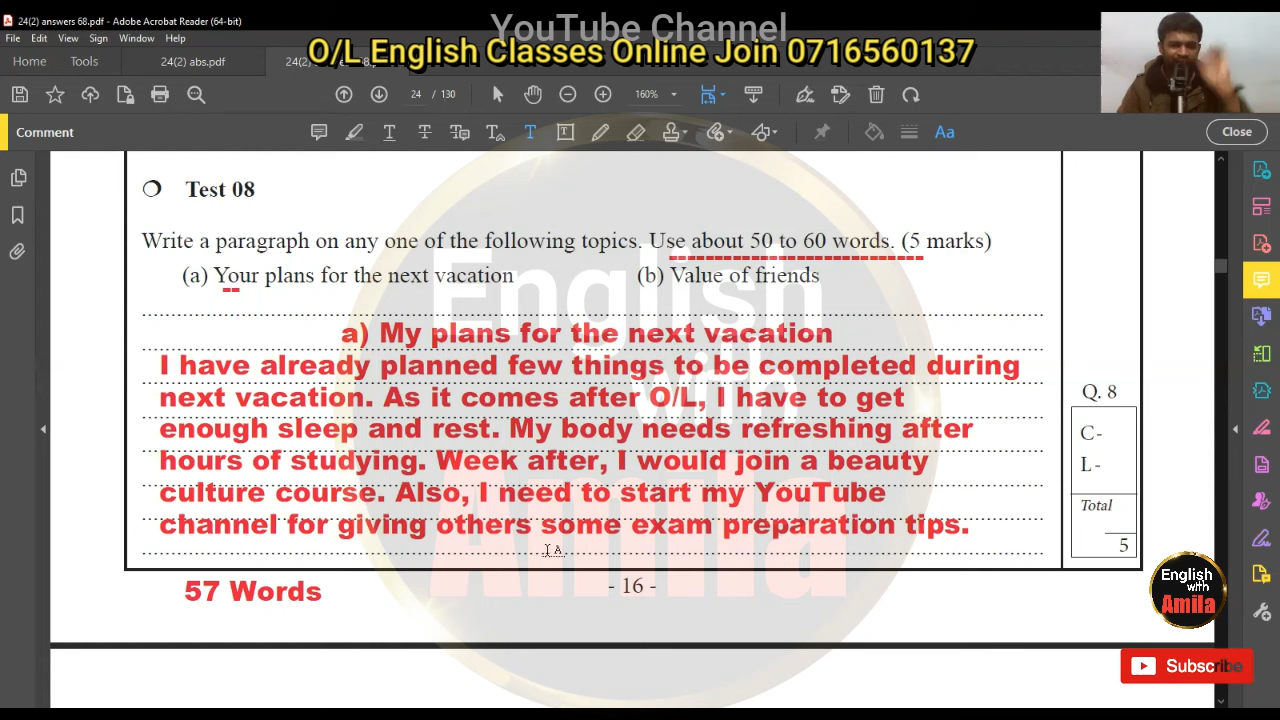 24(2) answers 68.pdf - Adobe Acrobat Reader (64-bit)
YouTube Channel
File Edit View Sign Window Help
O/L English Classes Online Join 0716560137
Home Tools 24(2) abs.pdf
24 / 130 160%
Comment Close
Test 08
Write a paragraph on any one of the following topics. Use about 50 to 60 words. (5 marks)
(a) Your plans for the next vacation (b) Value of friends
a) My plans for the next vacation
I have already planned few things to be completed during
next vacation. As it comes after O/L, I have to get
enough sleep and rest. My body needs refreshing after
hours of studying. Week after, I would join a beauty
culture course. Also, I need to start my YouTube
channel for giving others some exam preparation tips.
Q. 8
C-
L-
Total
5
57 Words
- 16 -
English
with
Amila
English
with
Amila
Subscribe